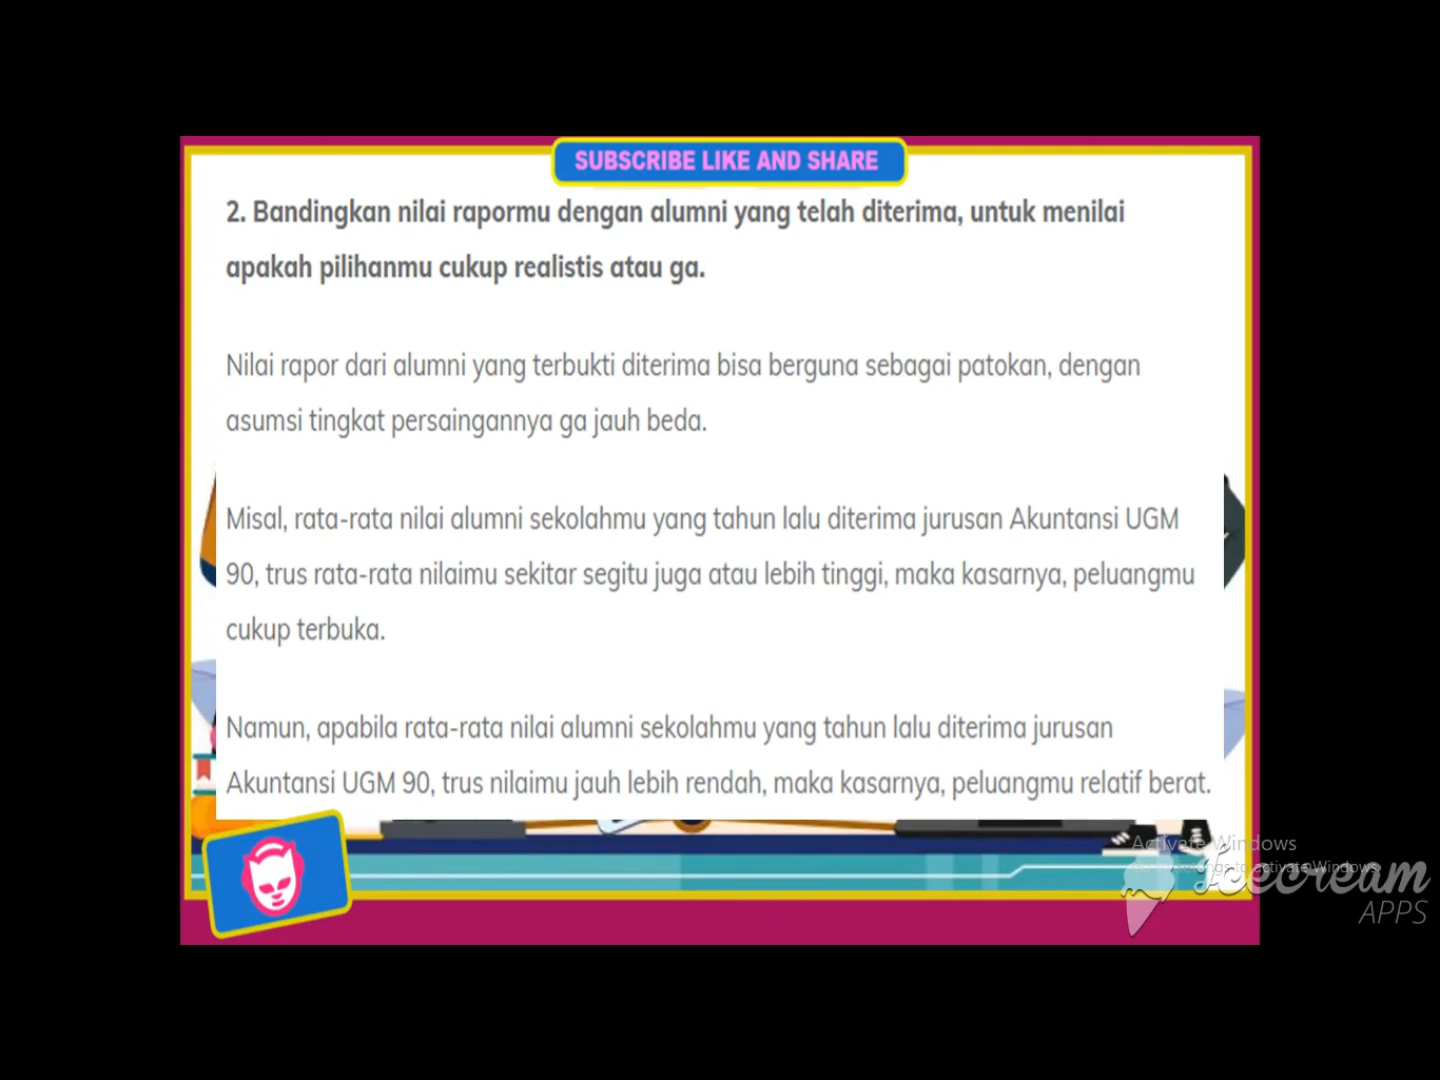 SUBSCRIBE LIKE AND SHARE
2. Bandingkan nilai rapormu dengan alumni yang telah diterima, untuk menilai
apakah pilihanmu cukup realistis atau ga.
Nilai rapor dari alumni yang terbukti diterima bisa berguna sebagai patokan, dengan
asumsi tingkat persaingannya ga jauh beda.
Misal, rata-rata nilai alumni sekolahmu yang tahun lalu diterima jurusan Akuntansi UGM
90, trus rata-rata nilaimu sekitar segitu juga atau lebih tinggi, maka kasarnya, peluangmu
cukup terbuka.
Namun, apabila rata-rata nilai alumni sekolahmu yang tahun lalu diterima jurusan
Akuntansi UGM 90, trus nilaimu jauh lebih rendah, maka kasarnya, peluangmu relatif berat.
Activate Windows
to activate Windows.
Icecream
APPS